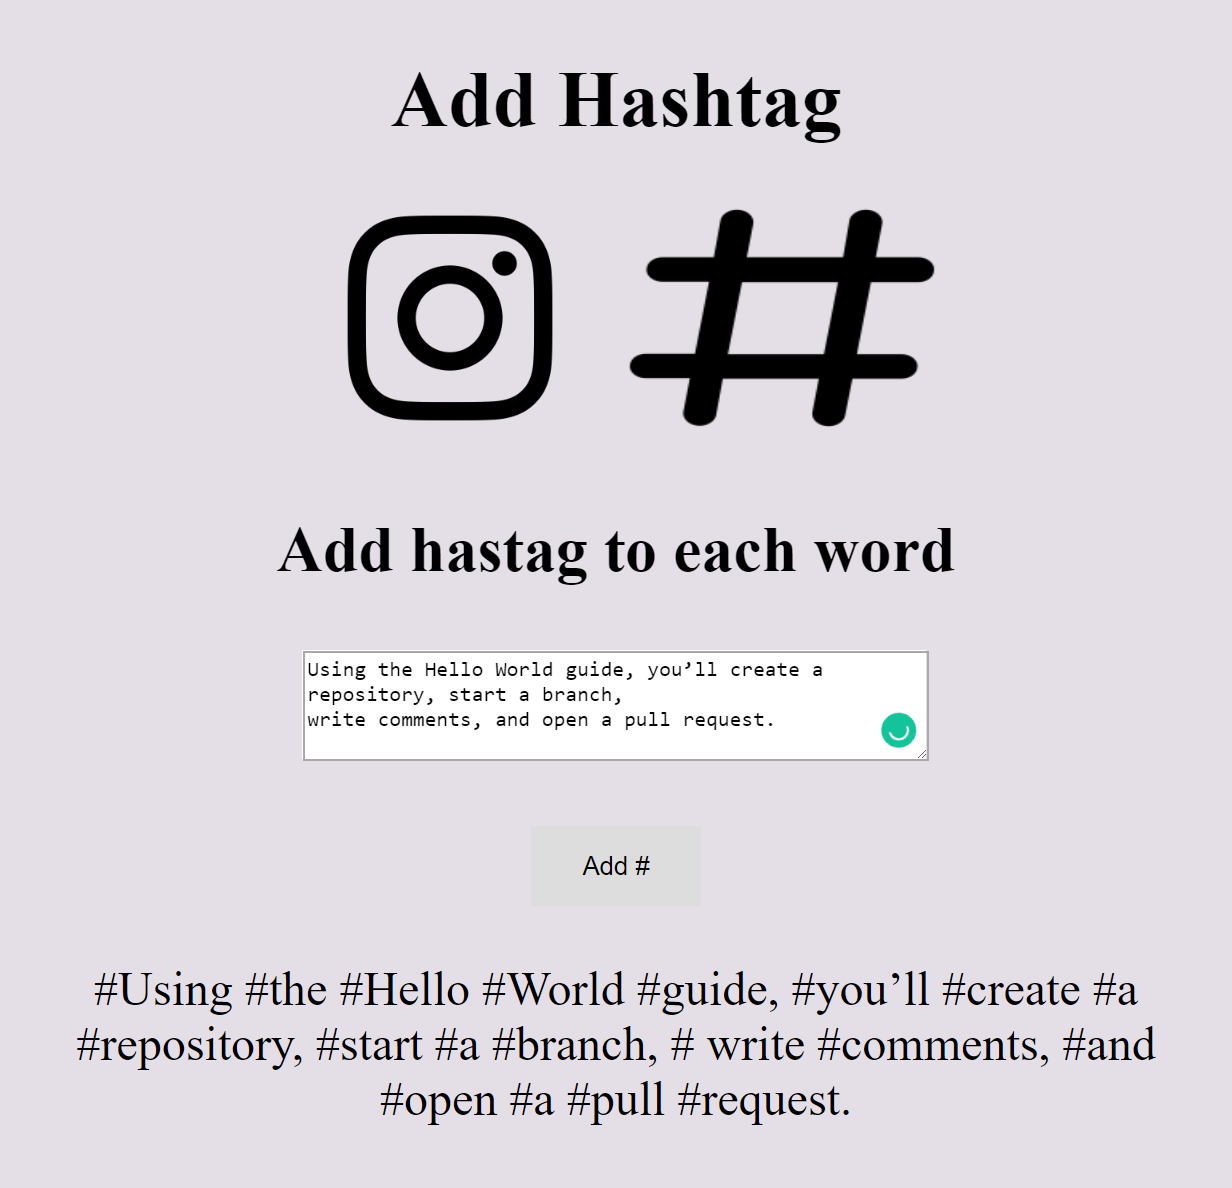 Add Hashtag
Add hastag to each word
Using the Hello World guide, you’ll create a
repository, start a branch,
write comments, and open a pull request.
Add #
#Using #the #Hello #World #guide, #you’ll #create #a
#repository, #start #a #branch, # write #comments, #and
#open #a #pull #request.